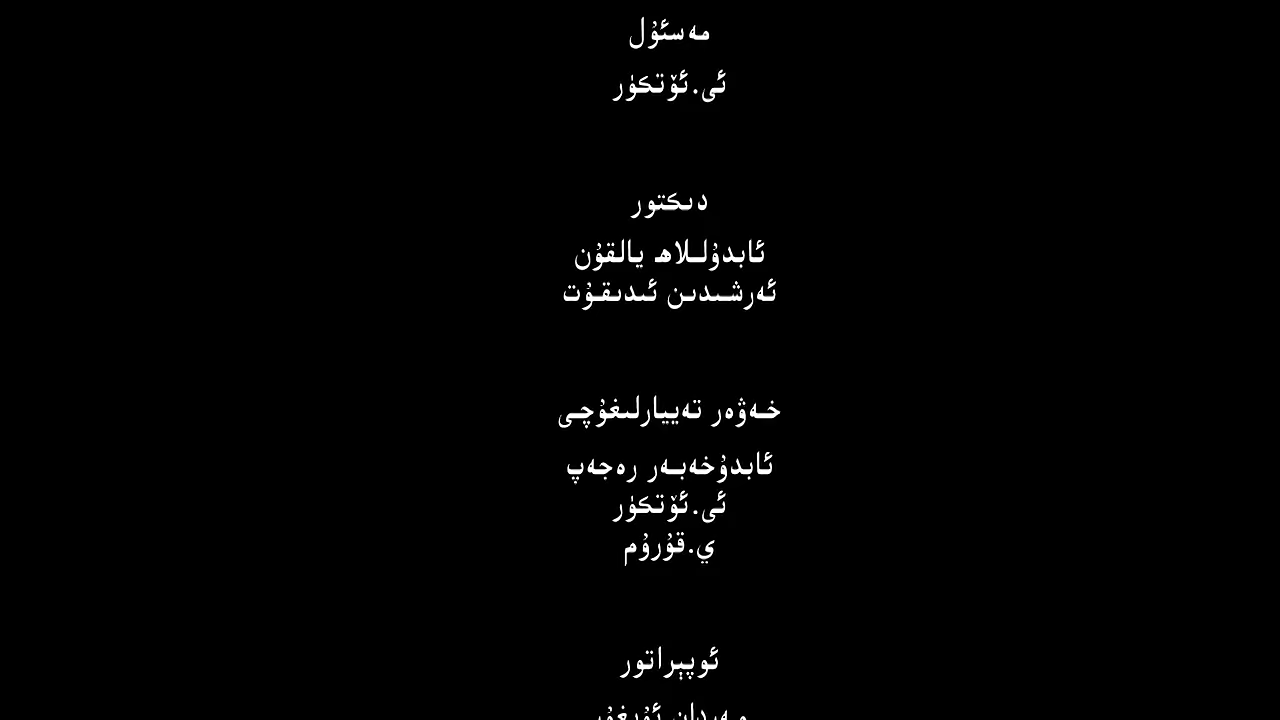 مەسئۇل
ئى.ئۆتكۈر
دىكتور
ئابدۇللاھ يالقۇن
ئەرشىدىن ئىدىقۇت
خەۋەر تەييارلىغۇچى
ئابدۇخەبەر رەجەپ
ئى.ئۆتكۈر
ي.قۇرۇم
ئوپېراتور